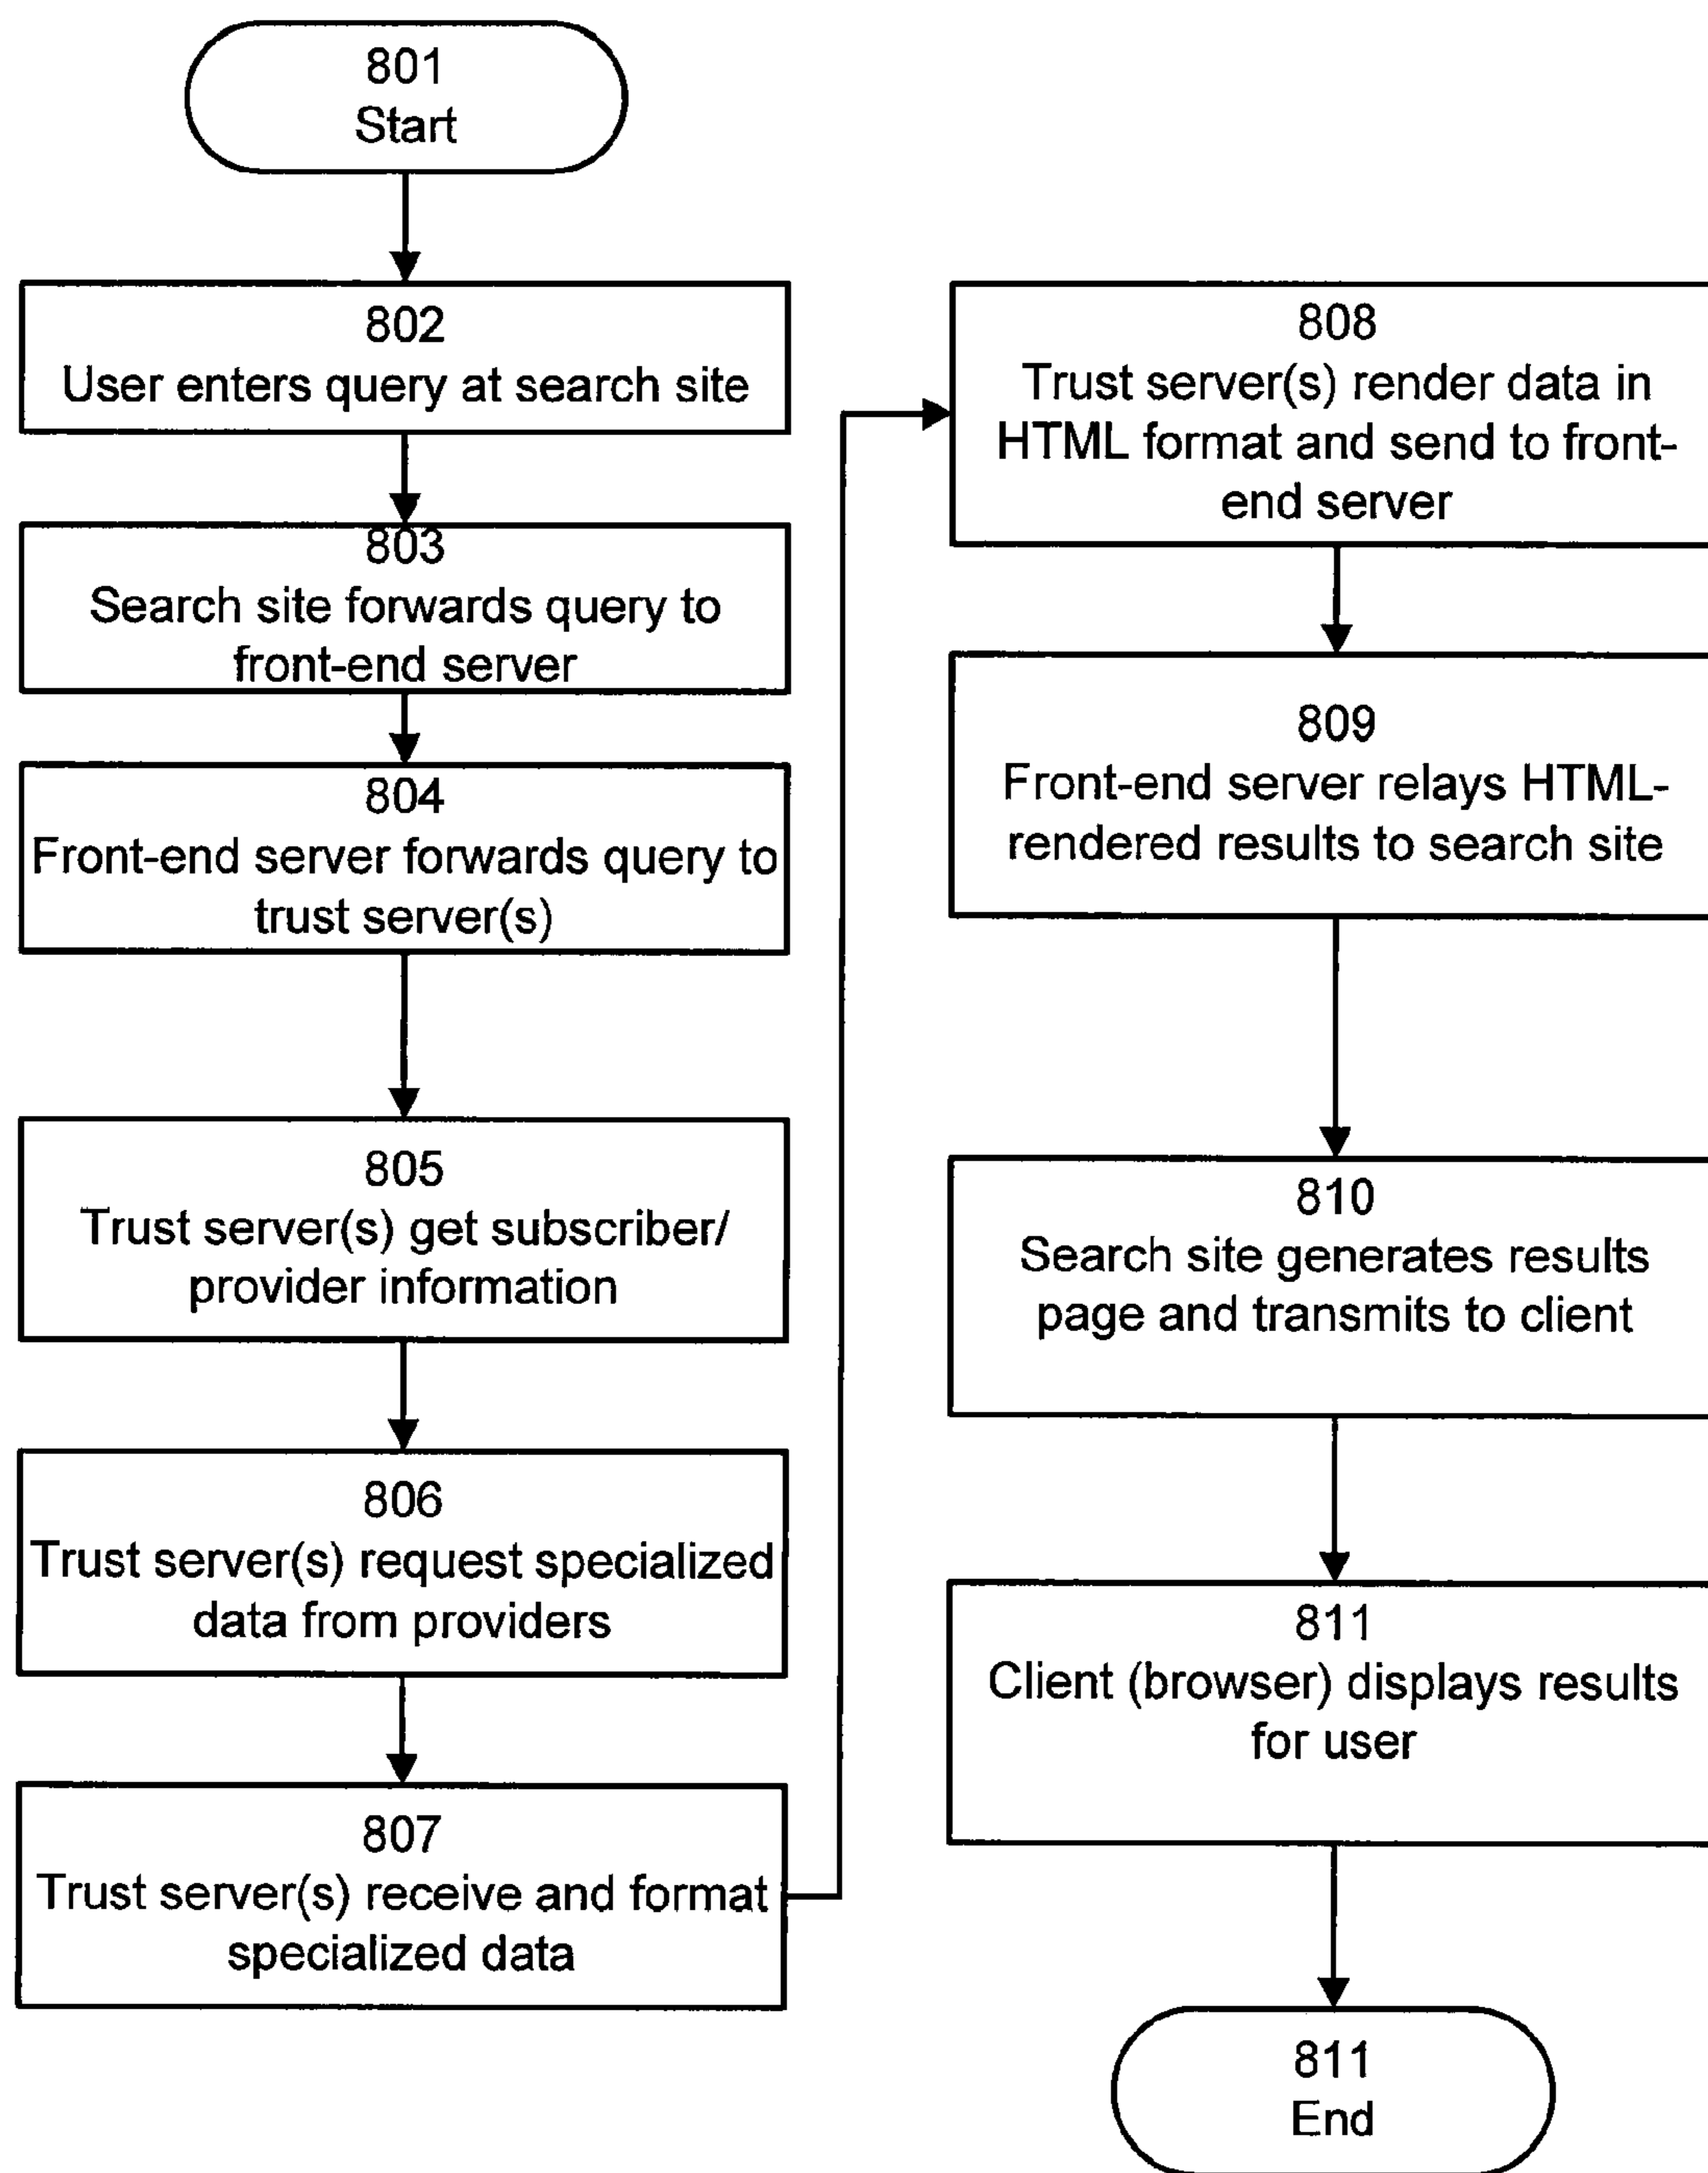 801
Start
802
User enters query at search site
803
Search site forwards query to
front-end server
804
Front-end server forwards query to
trust server(s)
805
Trust server(s) get subscriber/
provider information
806
Trust server(s) request specialized
data from providers
807
Trust server(s) receive and format
specialized data
808
Trust server(s) render data in
HTML format and send to front-
end server
809
Front-end server relays HTML-
rendered results to search site
810
Search site generates results
page and transmits to client
811
Client (browser) displays results
for user
811
End